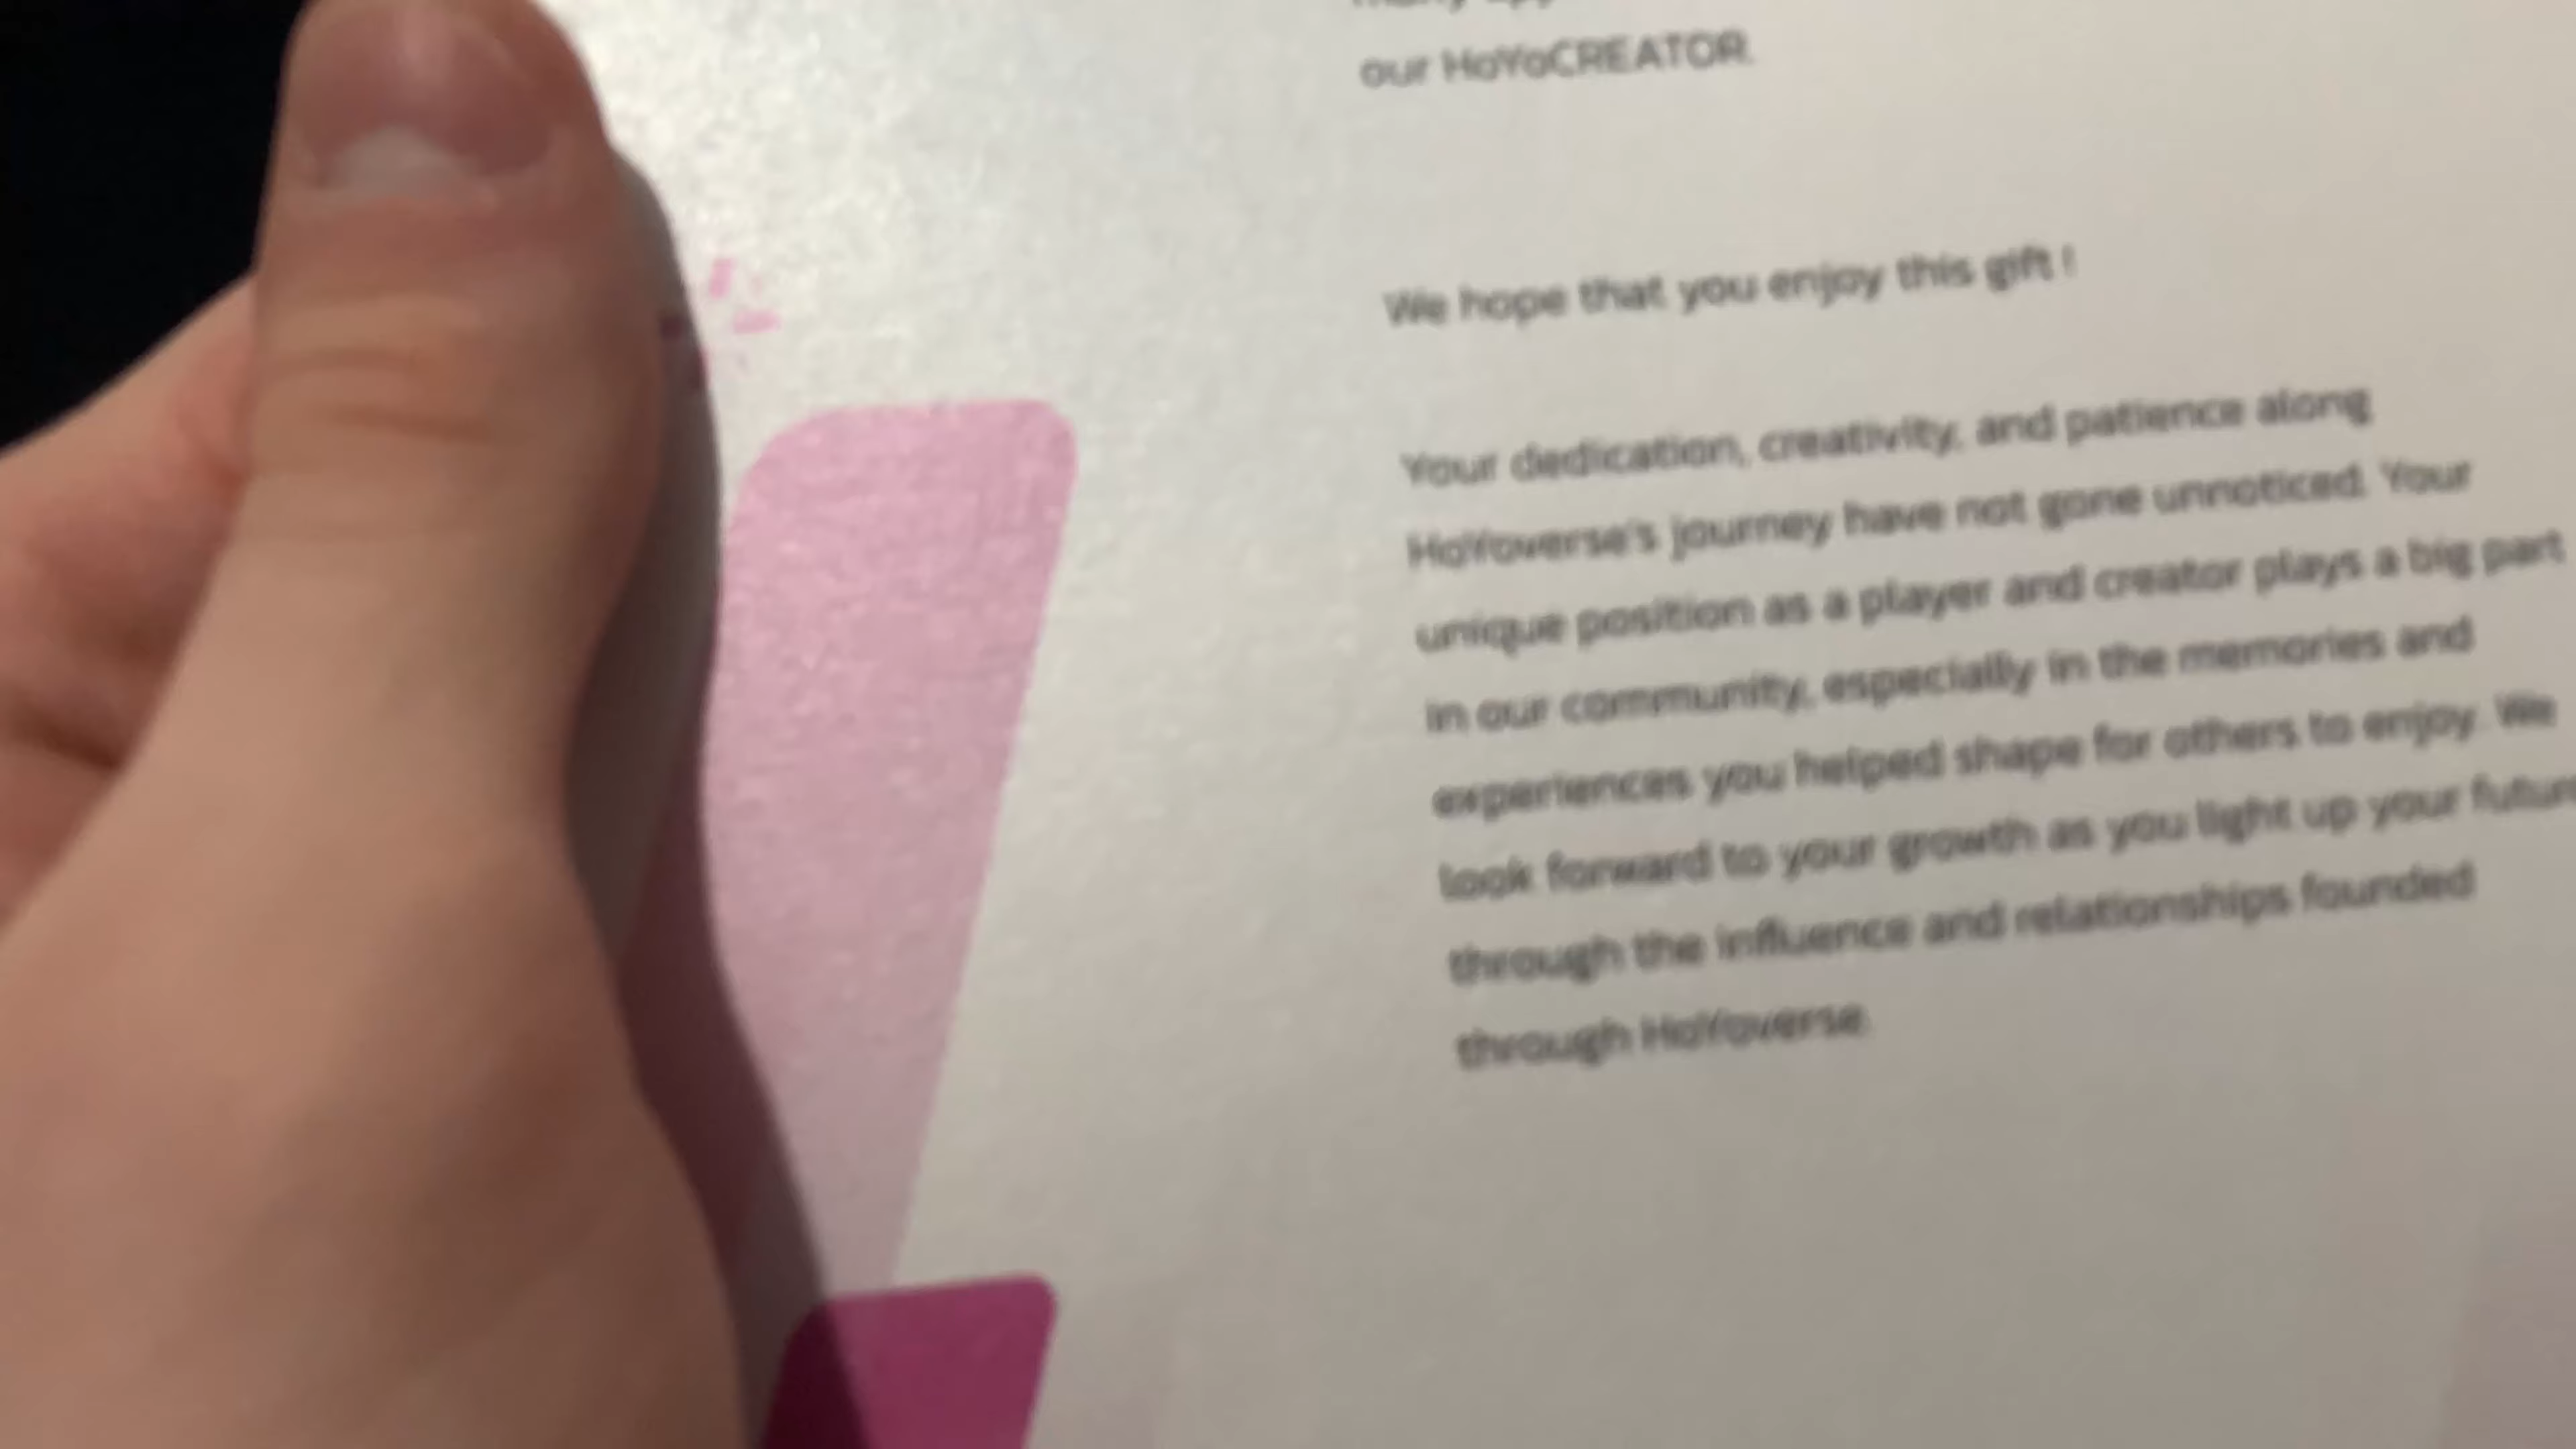 our HoYoCREATOR.
We hope that you enjoy this gift !
Your dedication, creativity, and patience along
HoYoverse's journey have not gone unnoticed. Your
unique position as a player and creator plays a big part
in our community, especially in the memories and
experiences you helped shape for others to enjoy. We
look forward to your growth as you light up your
through the influence and relationships founded
through HoYoverse.